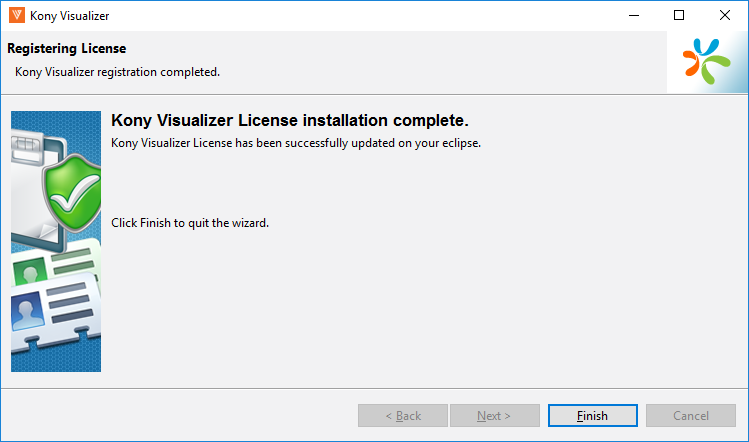 Kony Visualizer
Registering License
Kony Visualizer registration completed.
Kony Visualizer License installation complete.
Kony Visualizer License has been successfully updated on your eclipse.
Click Finish to quit the wizard.
< Back Next > Finish Cancel